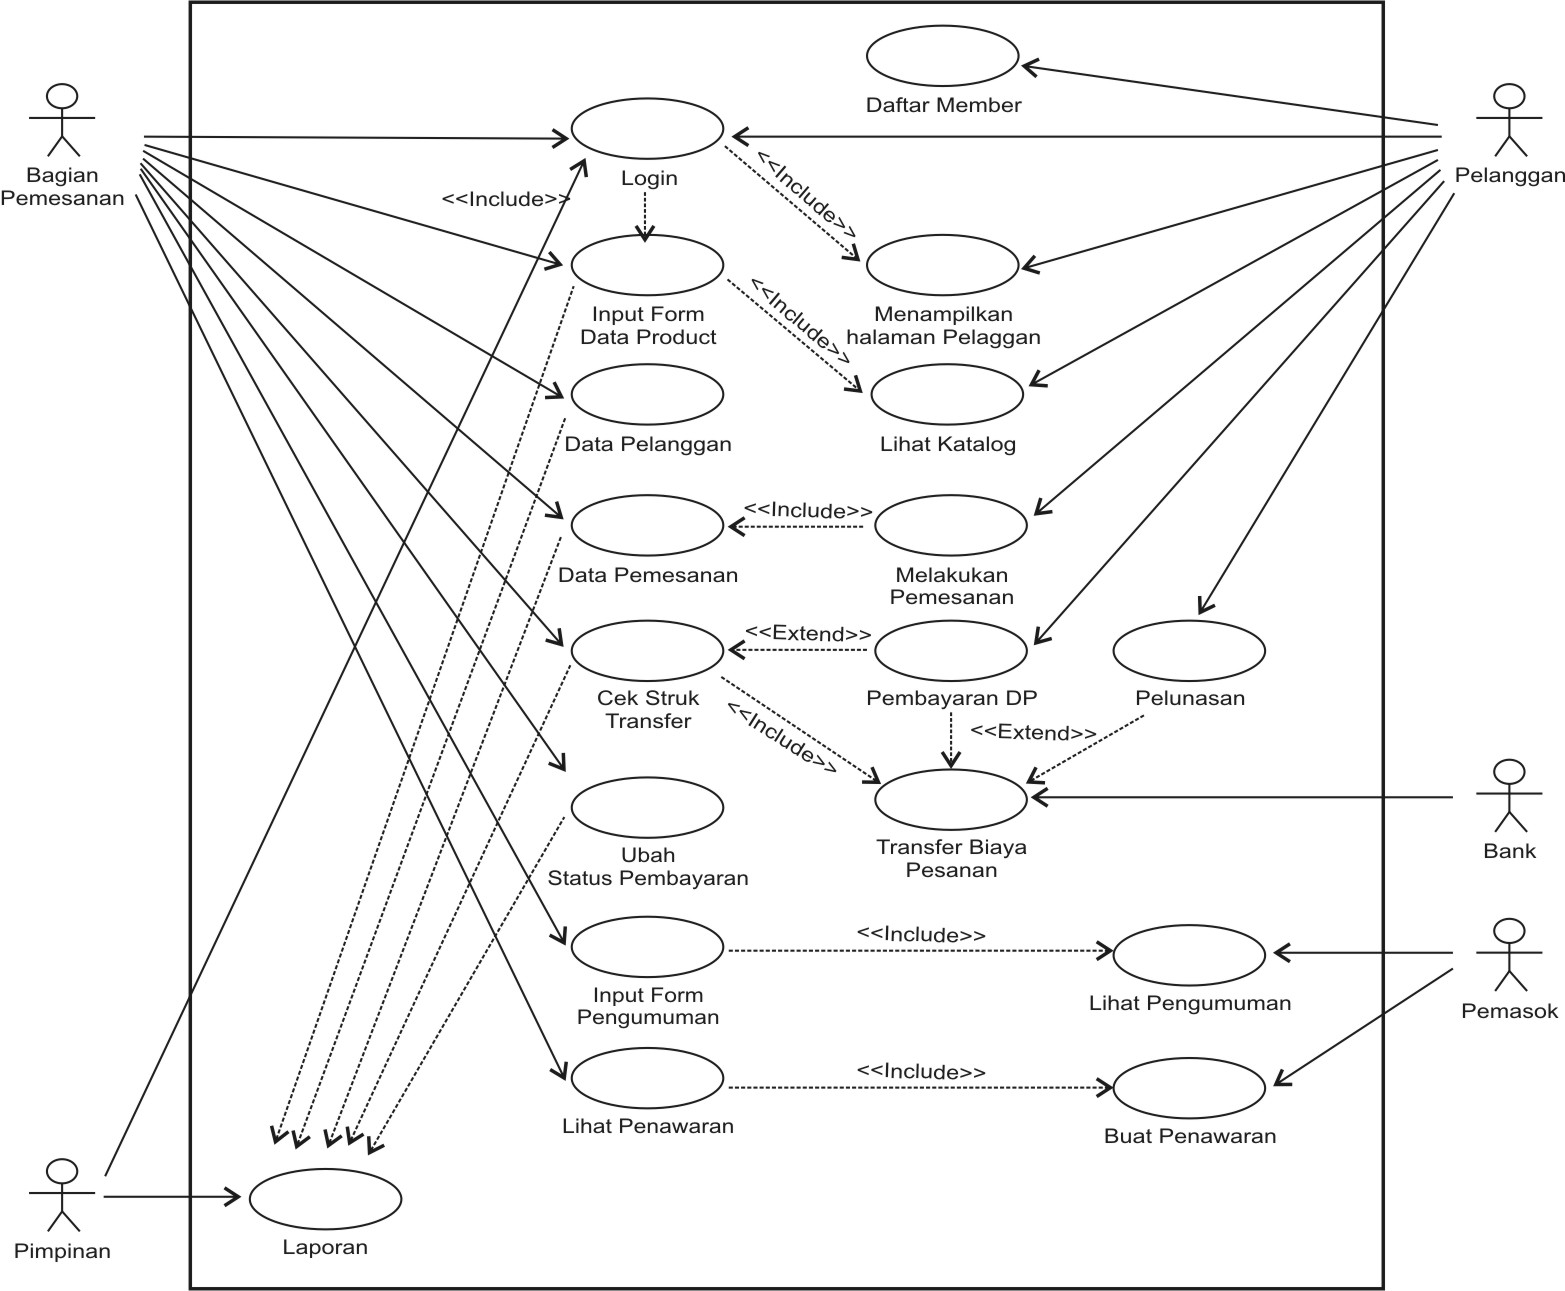 Daftar Member
Bagian
Pemesanan
Login
Pelanggan
<<Include>>
<<Include>>
Input Form
Data Product
Menampilkan
halaman Pelaggan
<<Include>>
Data Pelanggan
Lihat Katalog
<<Include>>
Data Pemesanan
Melakukan
Pemesanan
<<Extend>>
Cek Struk
Transfer
Pembayaran DP
Pelunasan
<<Include>>
<<Extend>>
Ubah
Status Pembayaran
Transfer Biaya
Pesanan
Bank
<<Include>>
Input Form
Pengumuman
Lihat Pengumuman
Pemasok
<<Include>>
Lihat Penawaran
Buat Penawaran
Pimpinan
Laporan